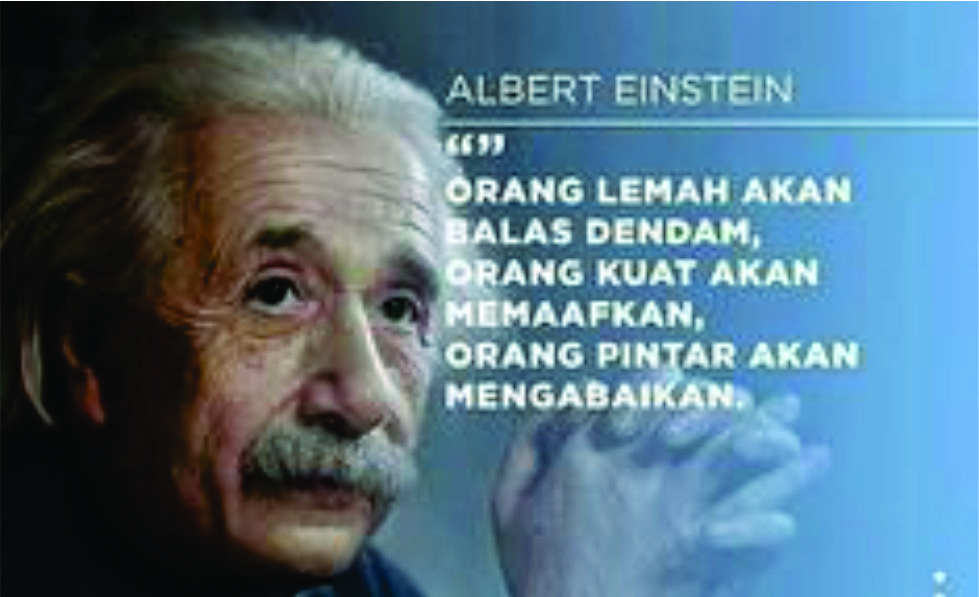 ALBERT EINSTEIN
“”
ORANG LEMAH AKAN
BALAS DENDAM,
ORANG KUAT AKAN
MEMAAFKAN,
ORANG PINTAR AKAN
MENGABAIKAN.